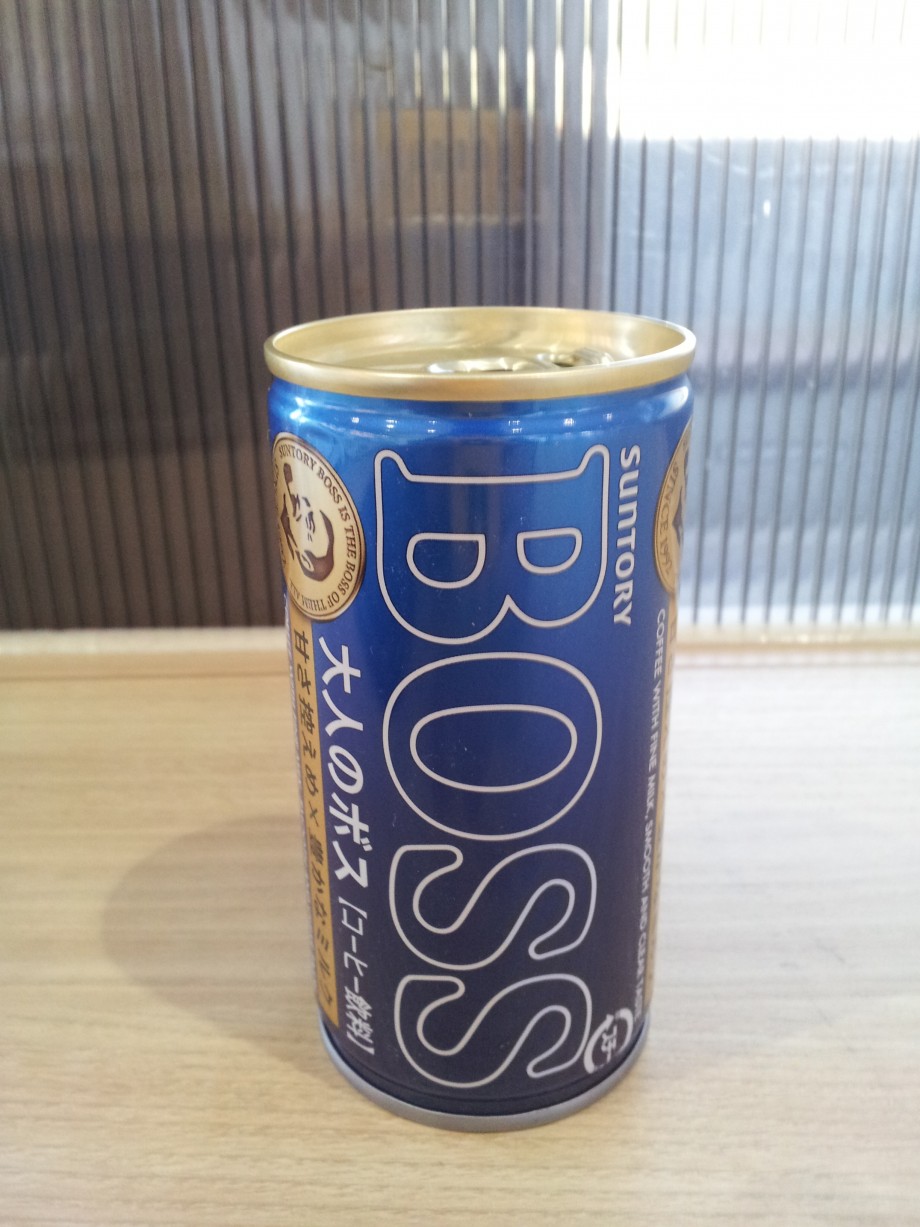 SUNTORY
BOSS
大人のボス【コーヒー飲料】
甘さ控えめ×豊かなミルク
SUNTORY BOSS IS THE BOSS OF THEM ALL
SINCE
COFFEE WITH FINE MILK, SMOOTH AND CLEAR TASTE